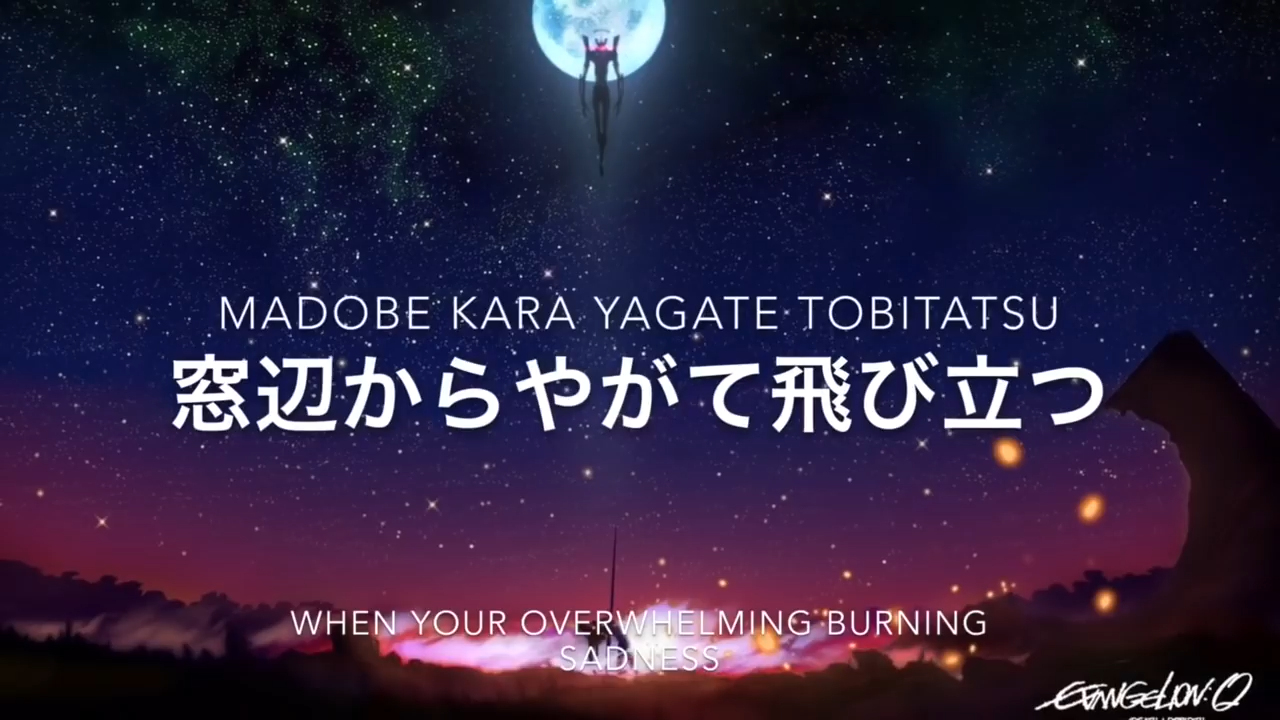 MADOBE KARA YAGATE TOBITATSU
窓辺からやがて飛び立つ
WHEN YOUR OVERWHELMING BURNING
SADNESS
EVANGELION:Q